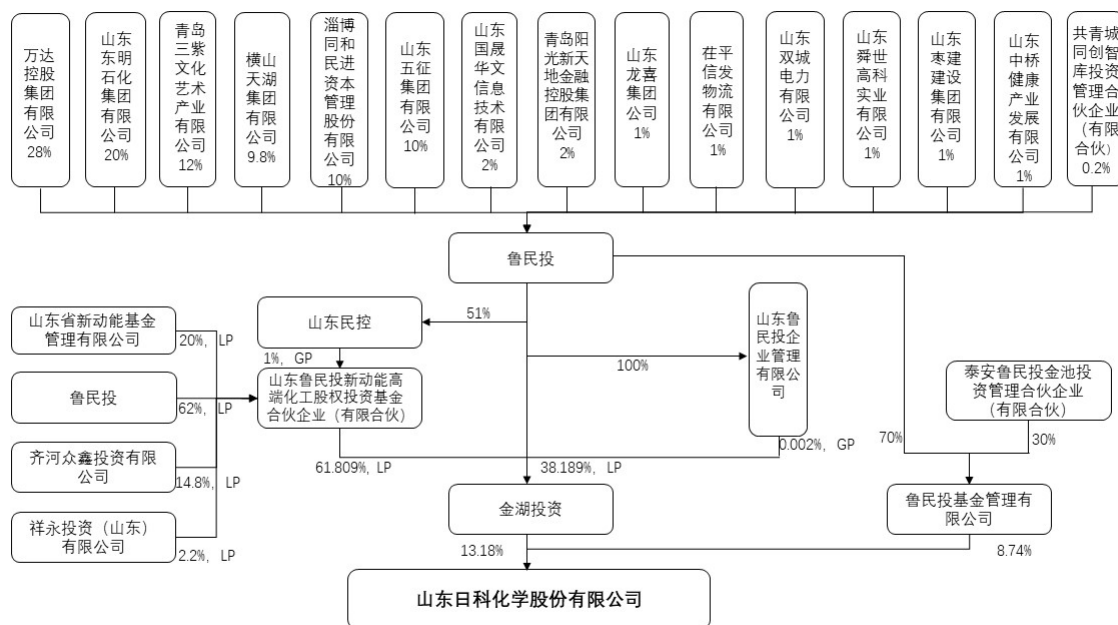 万达
控股
集团
有限
公司
28%
山东
东明
石化
集团
有限
公司
20%
青岛
三紫
文化
艺术
产业
有限
公司
12%
横店
天湖
集团
有限
公司
9.8%
淄博
同和
民进
资本
管理
股份
有限
公司
10%
山东
五征
集团
有限
公司
10%
山东
国晟
华文
信息
技术
有限
公司
2%
青岛阳
光新天
地金融
控股集
团有限
公司
2%
山东
龙喜
集团
公司
1%
茌平
信发
物流
有限
公司
1%
山东
双城
电力
有限
公司
1%
山东
舜世
高科
实业
有限
公司
1%
山东
枣建
建设
集团
有限
公司
1%
山东
中桥
健康
产业
发展
有限
公司
1%
共青城
同创智
库投资
管理合
伙企业
（有限
合伙）
0.2%
鲁民投
山东省新动能基金
管理有限公司
20%，LP
鲁民投
62%，LP
齐河众鑫投资有限
公司
14.8%，LP
祥永投资（山东）
有限公司
2.2%，LP
山东民控
51%
1%，GP
山东鲁民投新动能高
端化工股权投资基金
合伙企业（有限合伙）
100%
山东鲁
民投企
业管理
有限公
司
泰安鲁民投金池投
资管理合伙企业
（有限合伙）
61.809%，LP
38.189%，LP
0.002%，GP
70%
30%
金湖投资
鲁民投基金管理有
限公司
13.18%
8.74%
山东日科化学股份有限公司